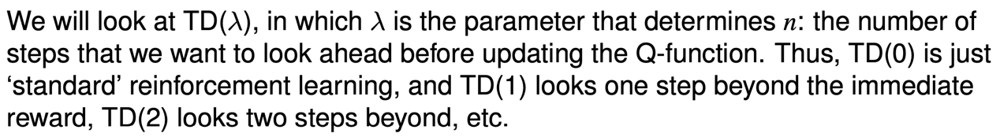 We will look at TD(λ), in which λ is the parameter that determines n: the number of
steps that we want to look ahead before updating the Q-function. Thus, TD(0) is just
‘standard’ reinforcement learning, and TD(1) looks one step beyond the immediate
reward, TD(2) looks two steps beyond, etc.